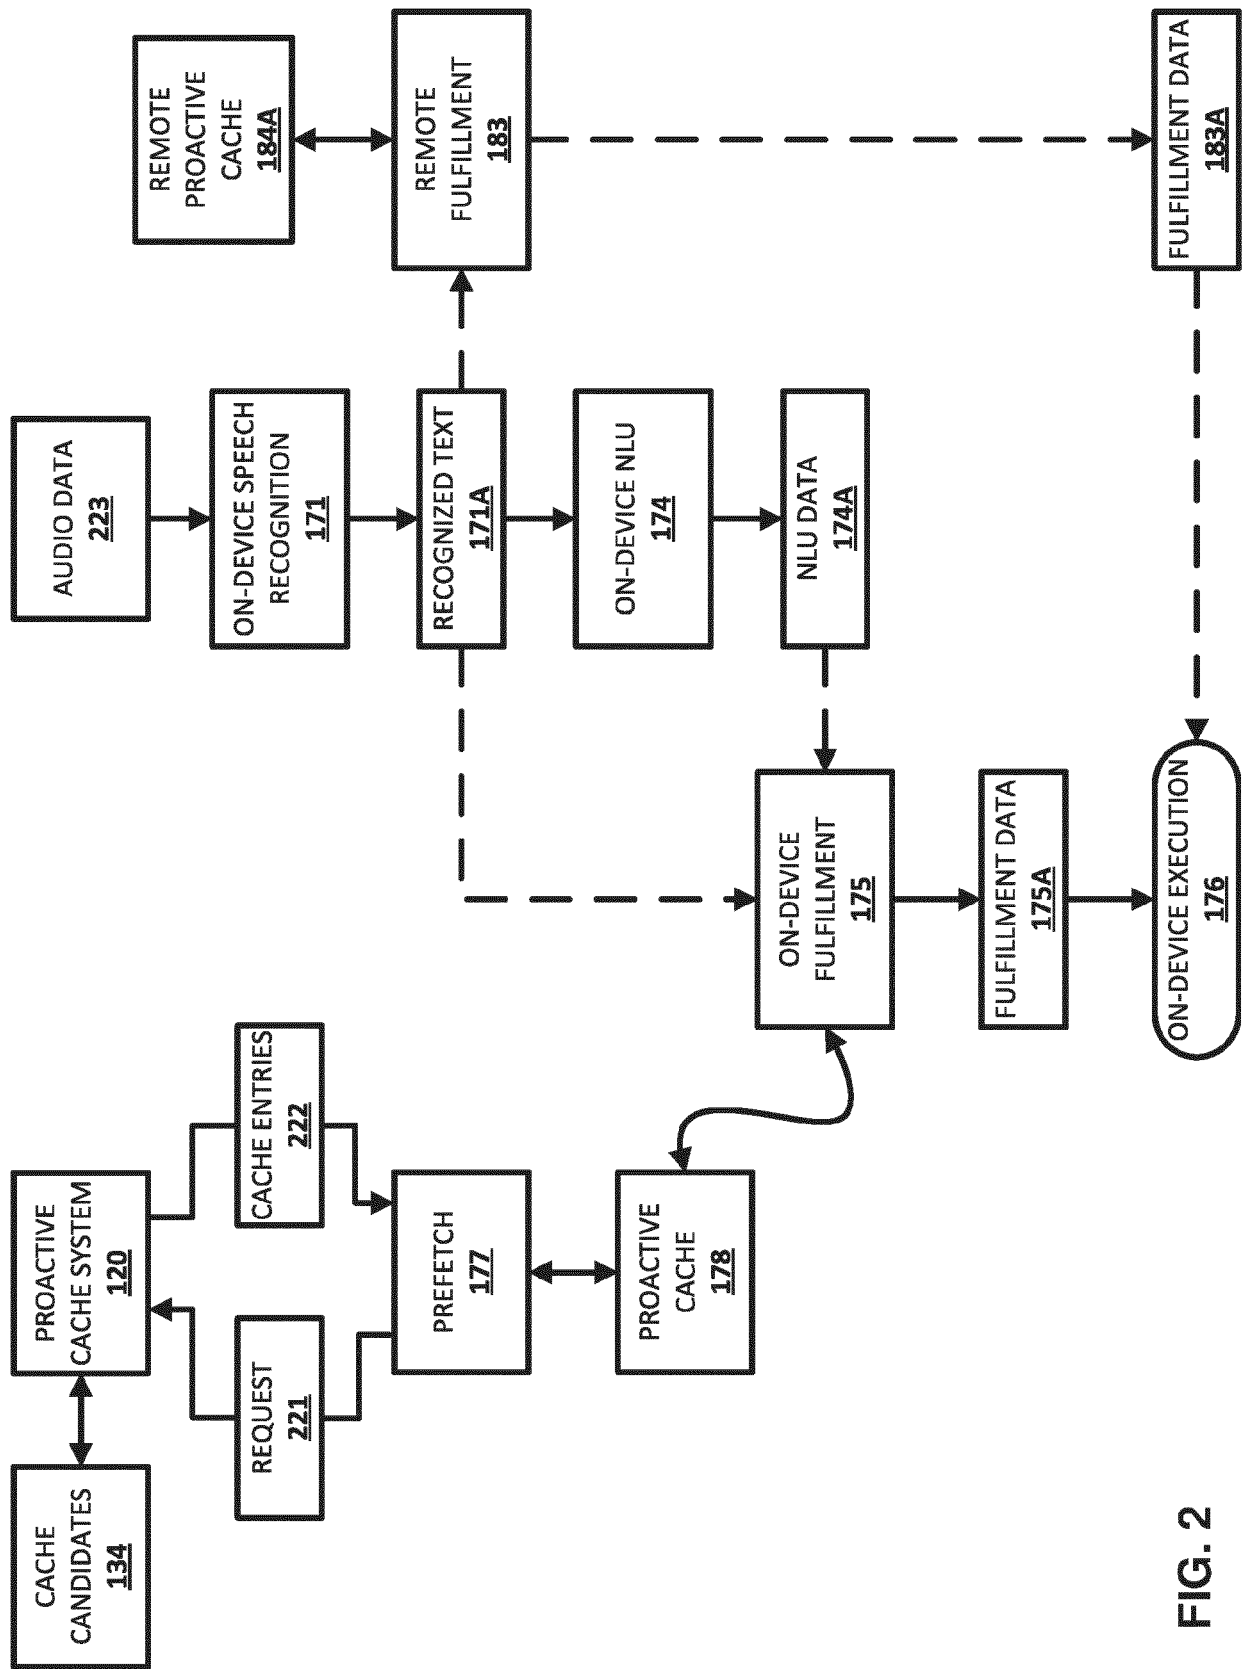 CACHE
CANDIDATES
134
PROACTIVE
CACHE SYSTEM
120
REQUEST
221
CACHE ENTRIES
222
PREFETCH
177
PROACTIVE
CACHE
178
AUDIO DATA
223
ON-DEVICE SPEECH
RECOGNITION
171
RECOGNIZED TEXT
171A
ON-DEVICE NLU
174
NLU DATA
174A
ON-DEVICE
FULFILLMENT
175
FULFILLMENT DATA
175A
ON-DEVICE EXECUTION
176
REMOTE
PROACTIVE
CACHE
184A
REMOTE
FULFILLMENT
183
FULFILLMENT DATA
183A
FIG. 2